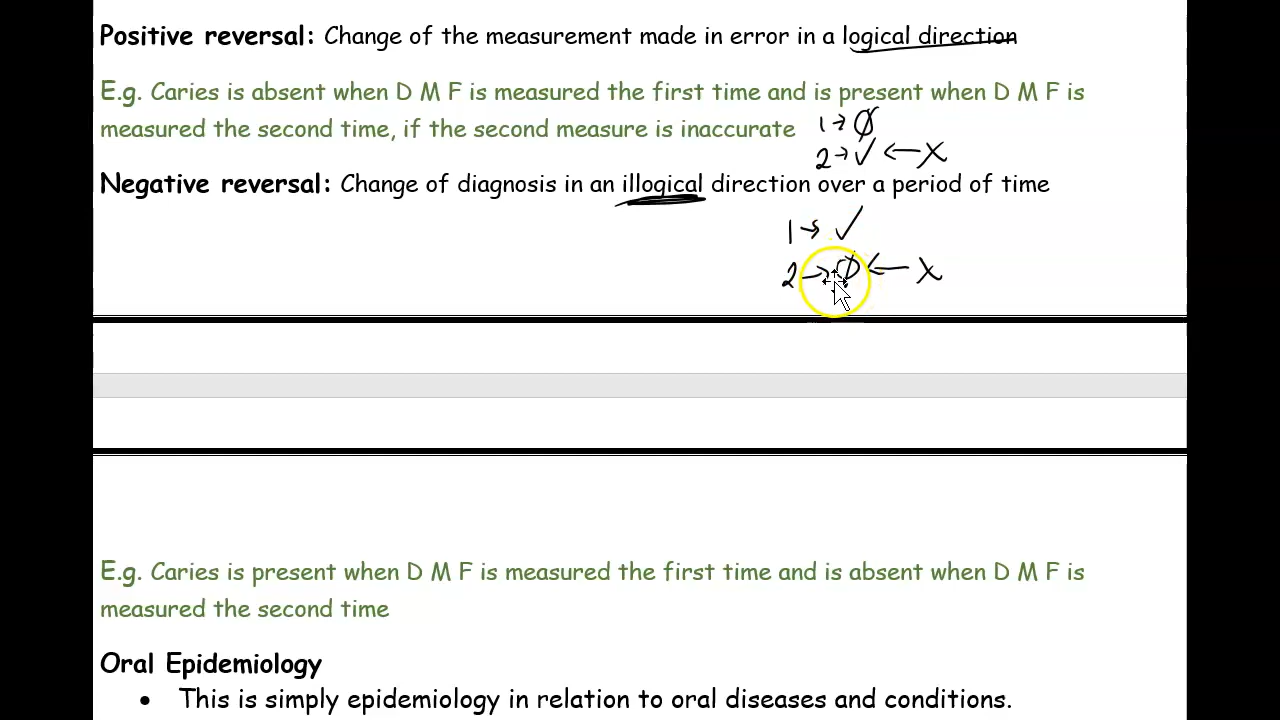 Positive reversal: Change of the measurement made in error in a logical direction
E.g. Caries is absent when D M F is measured the first time and is present when D M F is
measured the second time, if the second measure is inaccurate
1 → Ø
2 → ✓ ← X
Negative reversal: Change of diagnosis in an illogical direction over a period of time
1 → ✓
2 → Ø ← X
E.g. Caries is present when D M F is measured the first time and is absent when D M F is
measured the second time
Oral Epidemiology
• This is simply epidemiology in relation to oral diseases and conditions.